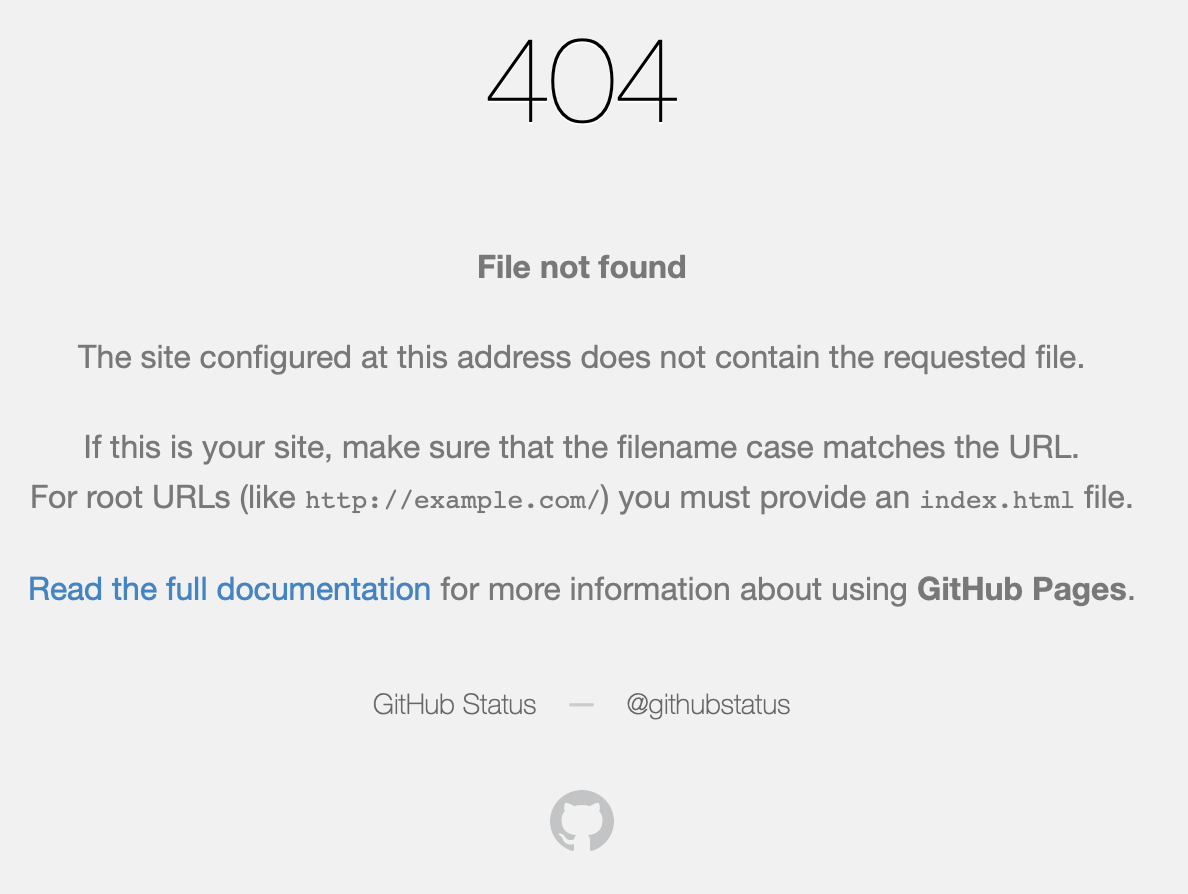 404
File not found
The site configured at this address does not contain the requested file.
If this is your site, make sure that the filename case matches the URL.
For root URLs (like http://example.com/) you must provide an index.html file.
Read the full documentation for more information about using GitHub Pages.
GitHub Status — @githubstatus